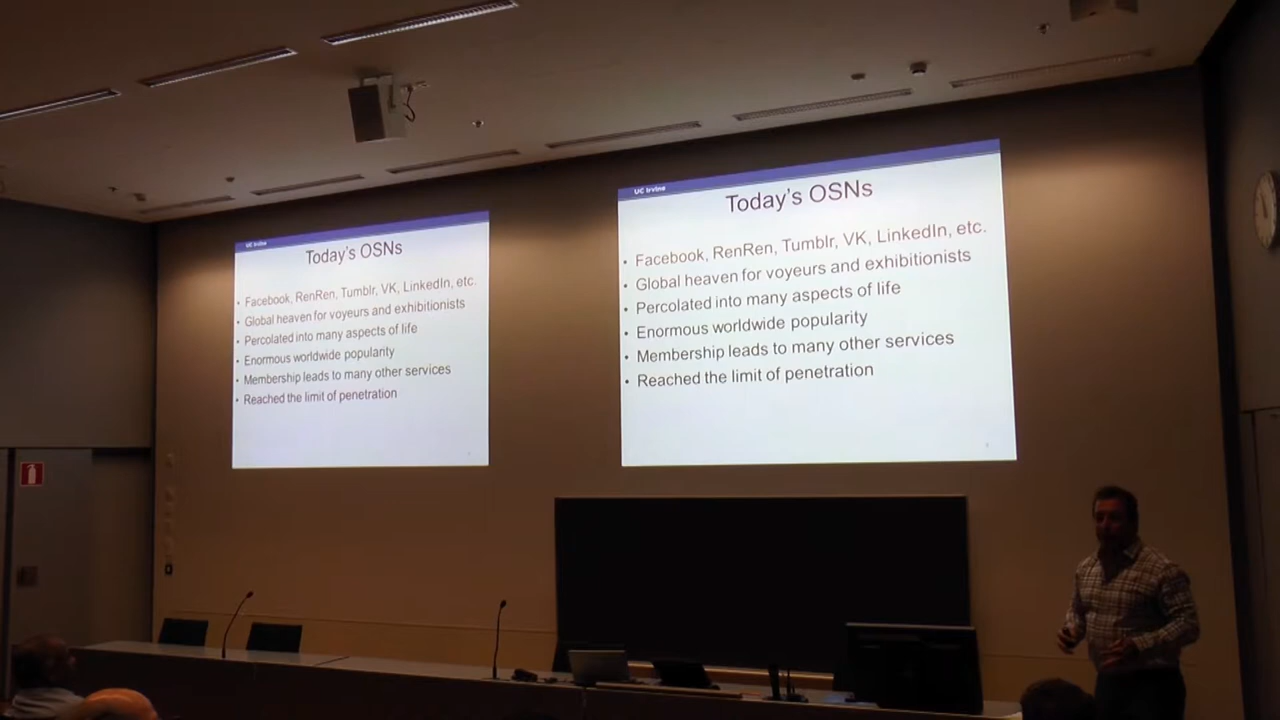 UC Irvine
Today's OSNs
• Facebook, RenRen, Tumblr, VK, LinkedIn, etc.
• Global heaven for voyeurs and exhibitionists
• Percolated into many aspects of life
• Enormous worldwide popularity
• Membership leads to many other services
• Reached the limit of penetration
UC Irvine
Today's OSNs
• Facebook, RenRen, Tumblr, VK, LinkedIn, etc.
• Global heaven for voyeurs and exhibitionists
• Percolated into many aspects of life
• Enormous worldwide popularity
• Membership leads to many other services
• Reached the limit of penetration